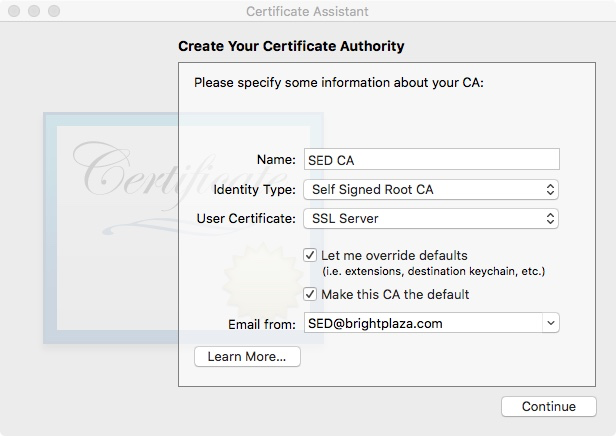 Certificate Assistant
Create Your Certificate Authority
Please specify some information about your CA:
Certificate
Name: SED CA
Identity Type: Self Signed Root CA
User Certificate: SSL Server
Let me override defaults
(i.e. extensions, destination keychain, etc.)
Make this CA the default
Email from: SED@brightplaza.com
Learn More...
Continue